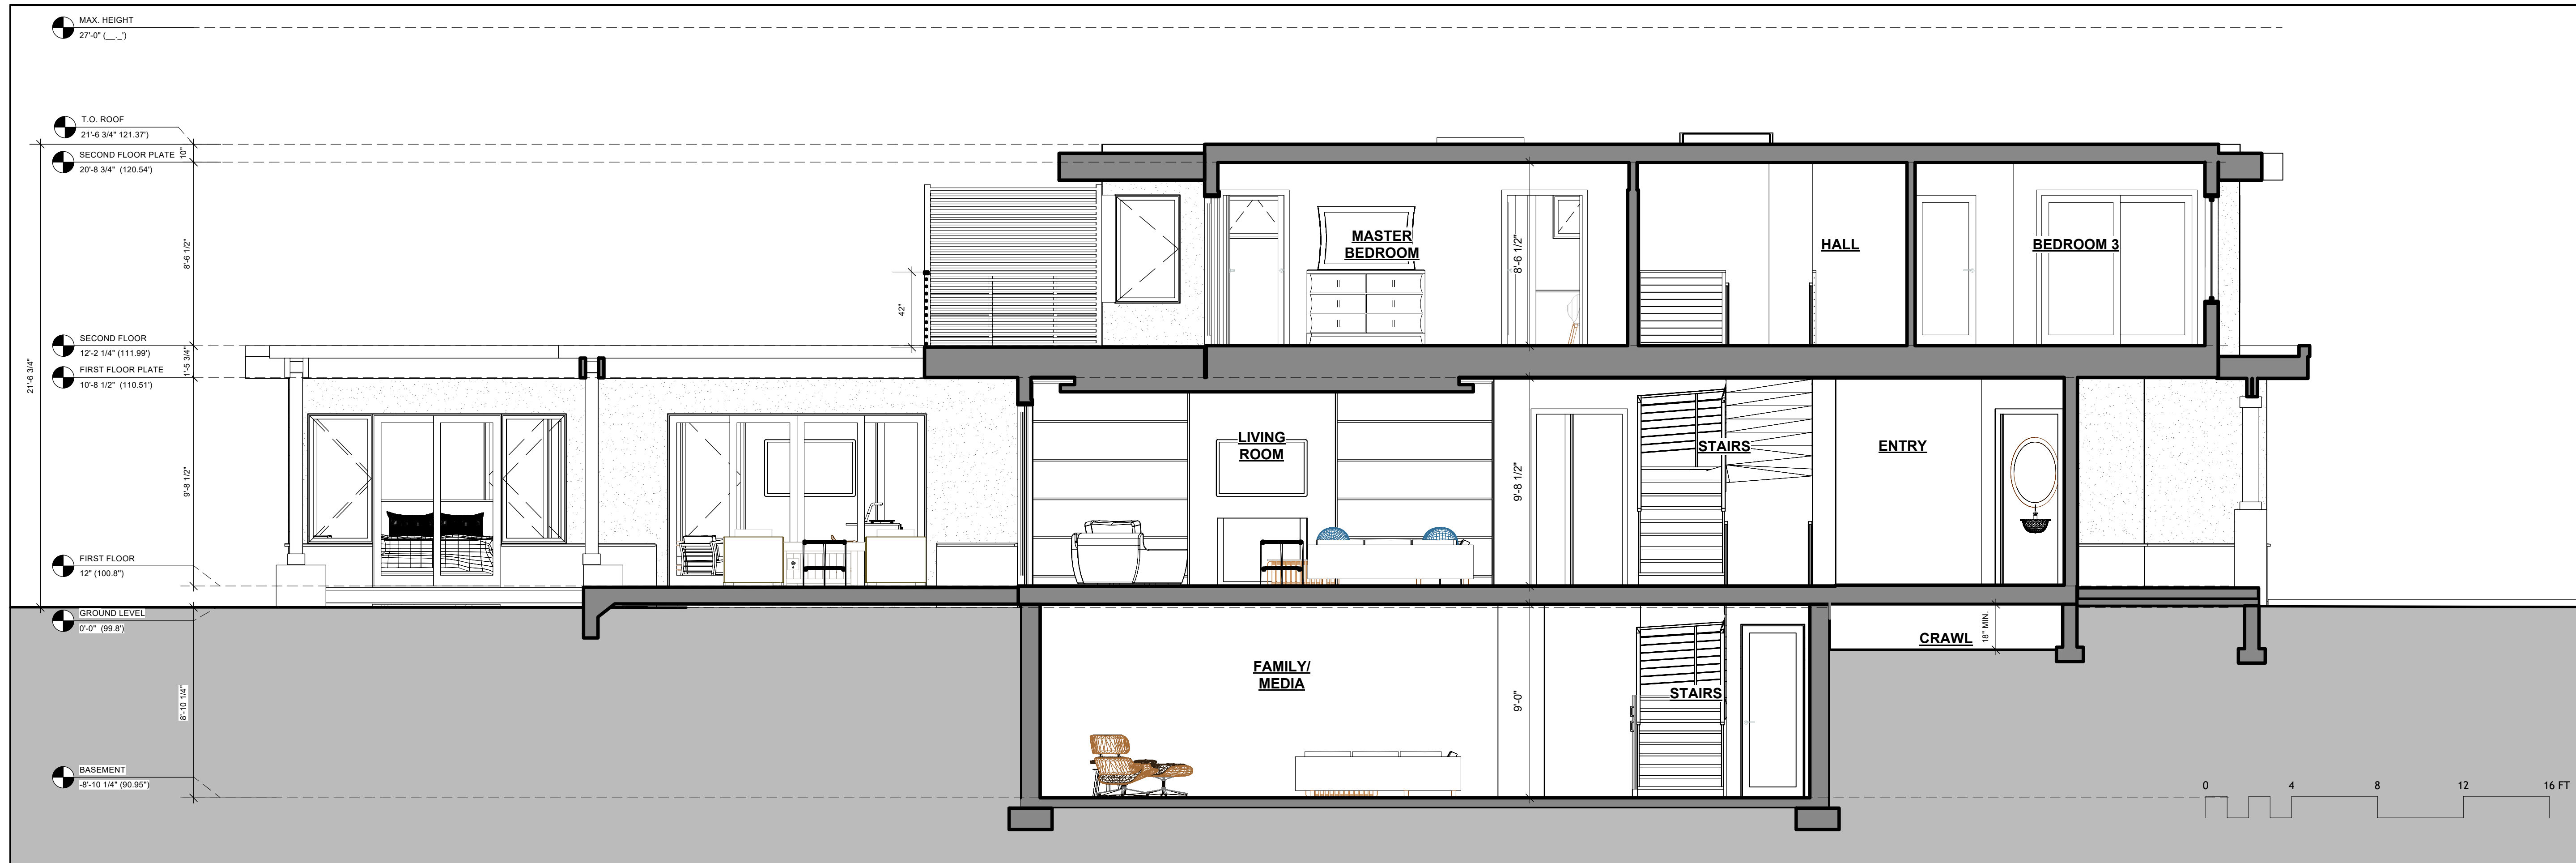 MAX. HEIGHT
27'-0" (__._')
T.O. ROOF
21'-6 3/4" 121.37')
10"
SECOND FLOOR PLATE
20'-8 3/4" (120.54')
8'-6 1/2"
MASTER
BEDROOM
8'-6 1/2"
HALL
BEDROOM 3
42"
SECOND FLOOR
12'-2 1/4" (111.99')
1'-5 3/4"
FIRST FLOOR PLATE
10'-8 1/2" (110.51')
21'-6 3/4"
9'-8 1/2"
LIVING
ROOM
9'-8 1/2"
STAIRS
ENTRY
FIRST FLOOR
12" (100.8")
GROUND LEVEL
0'-0" (99.8')
CRAWL
18" MIN.
8'-10 1/4"
FAMILY/
MEDIA
9'-0"
STAIRS
BASEMENT
-8'-10 1/4" (90.95")
0 4 8 12 16 FT